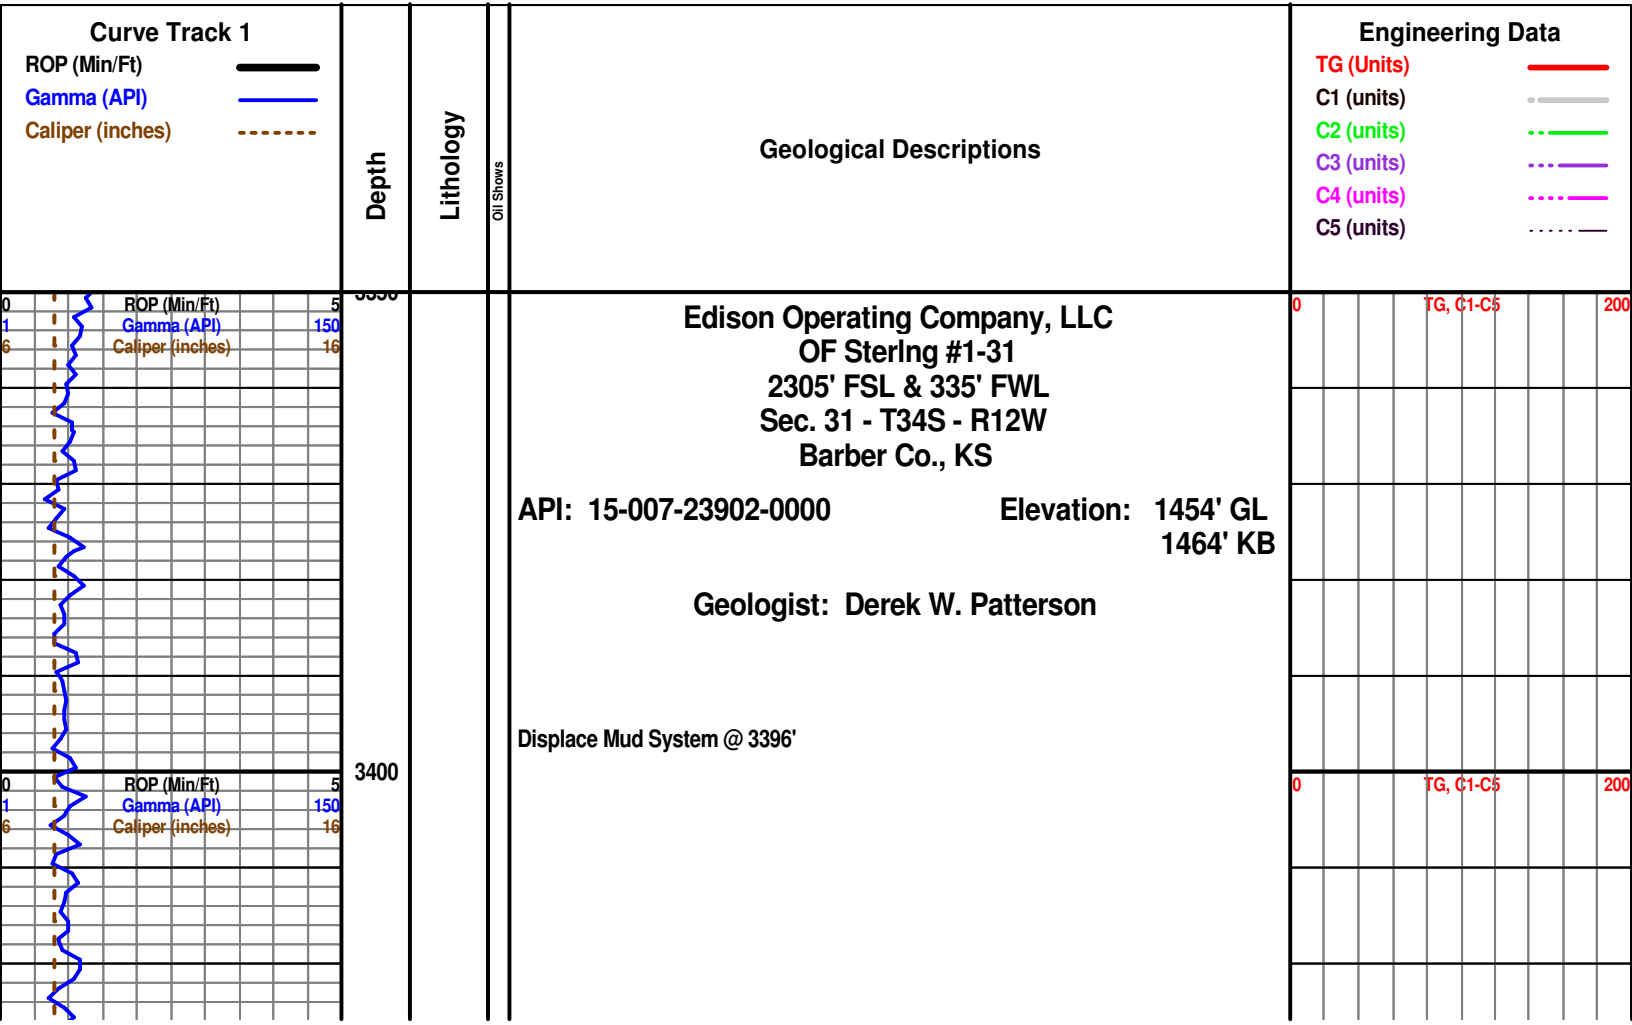 Curve Track 1
ROP (Min/Ft)
Gamma (API)
Caliper (inches)
Depth
Lithology
Oil Shows
Geological Descriptions
Engineering Data
TG (Units)
C1 (units)
C2 (units)
C3 (units)
C4 (units)
C5 (units)
0 ROP (Min/Ft) 5
1 Gamma (API) 150
6 Caliper (inches) 16
0 TG, C1-C5 200
Edison Operating Company, LLC
OF Sterlng #1-31
2305' FSL & 335' FWL
Sec. 31 - T34S - R12W
Barber Co., KS
API: 15-007-23902-0000 Elevation: 1454' GL
1464' KB
Geologist: Derek W. Patterson
Displace Mud System @ 3396'
3400
0 ROP (Min/Ft) 5
1 Gamma (API) 150
6 Caliper (inches) 16
0 TG, C1-C5 200